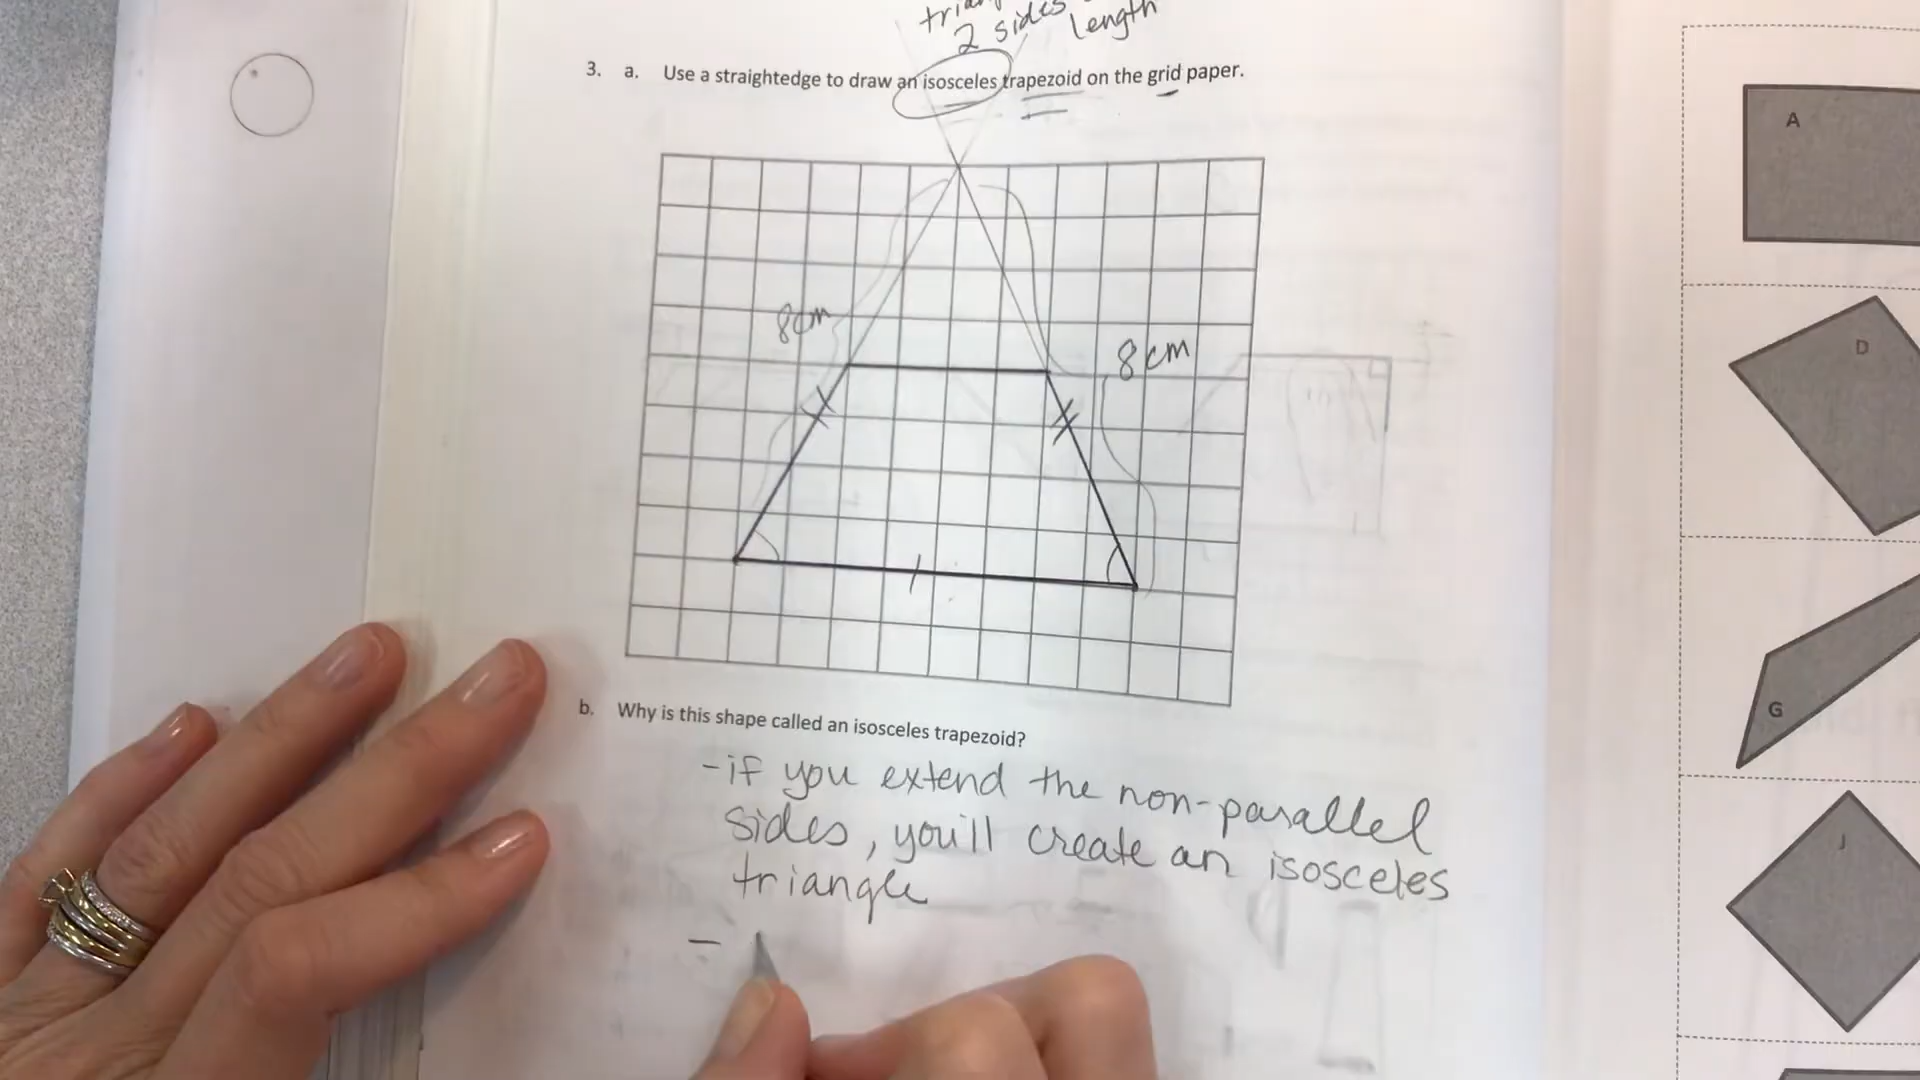 2 sides length
3. a. Use a straightedge to draw an isosceles trapezoid on the grid paper.
A
D
8cm
8cm
G
b. Why is this shape called an isosceles trapezoid?
-if you extend the non-parallel
sides, you'll create an isosceles
triangle
-
J